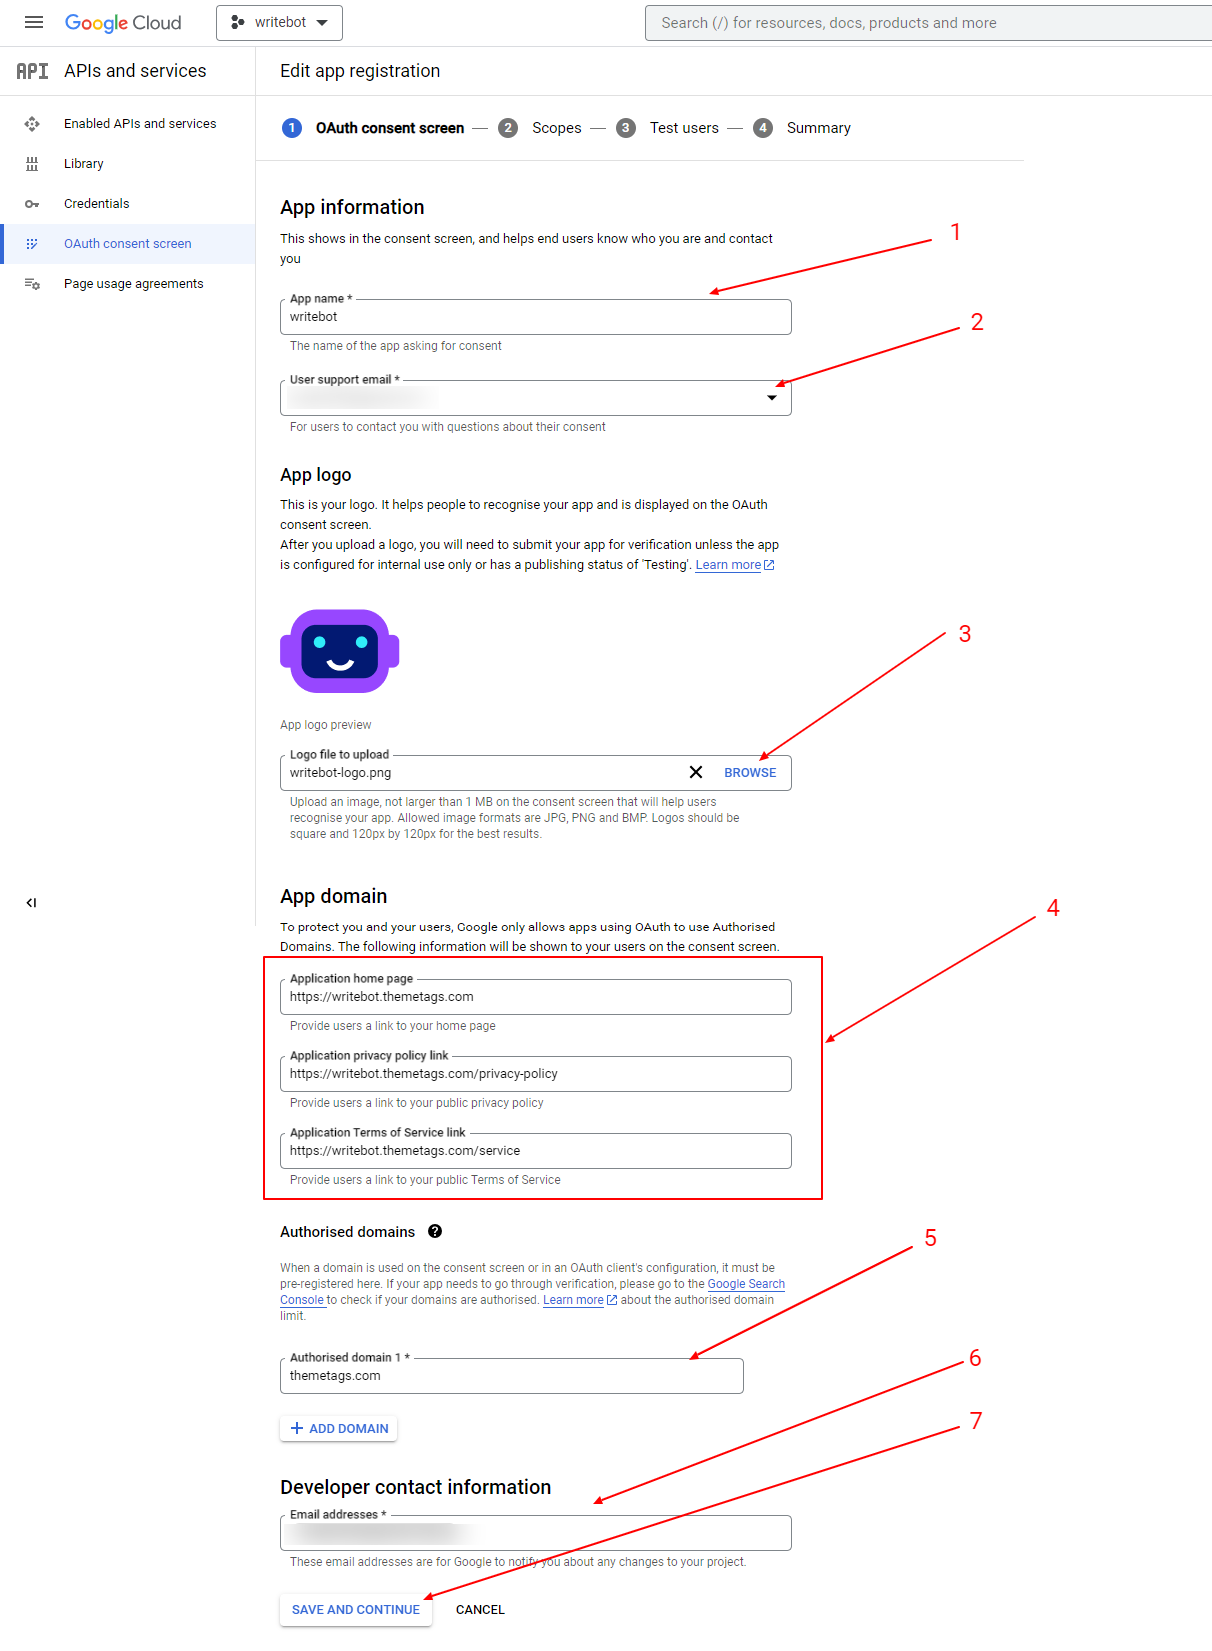 Google Cloud
writebot
Search (/) for resources, docs, products and more
API APIs and services
Edit app registration
Enabled APIs and services
Library
Credentials
OAuth consent screen
Page usage agreements
1 OAuth consent screen — 2 Scopes — 3 Test users — 4 Summary
App information
This shows in the consent screen, and helps end users know who you are and contact
you
1
App name *
writebot
The name of the app asking for consent
2
User support email *
For users to contact you with questions about their consent
App logo
This is your logo. It helps people to recognise your app and is displayed on the OAuth
consent screen.
After you upload a logo, you will need to submit your app for verification unless the app
is configured for internal use only or has a publishing status of 'Testing'. Learn more
3
App logo preview
Logo file to upload
writebot-logo.png
BROWSE
Upload an image, not larger than 1 MB on the consent screen that will help users
recognise your app. Allowed image formats are JPG, PNG and BMP. Logos should be
square and 120px by 120px for the best results.
App domain
4
To protect you and your users, Google only allows apps using OAuth to use Authorised
Domains. The following information will be shown to your users on the consent screen.
Application home page
https://writebot.themetags.com
Provide users a link to your home page
Application privacy policy link
https://writebot.themetags.com/privacy-policy
Provide users a link to your public privacy policy
Application Terms of Service link
https://writebot.themetags.com/service
Provide users a link to your public Terms of Service
Authorised domains ?
5
When a domain is used on the consent screen or in an OAuth client's configuration, it must be
pre-registered here. If your app needs to go through verification, please go to the Google Search
Console to check if your domains are authorised. Learn more about the authorised domain
limit.
Authorised domain 1 *
themetags.com
6
7
+ ADD DOMAIN
Developer contact information
Email addresses *
These email addresses are for Google to notify you about any changes to your project.
SAVE AND CONTINUE
CANCEL